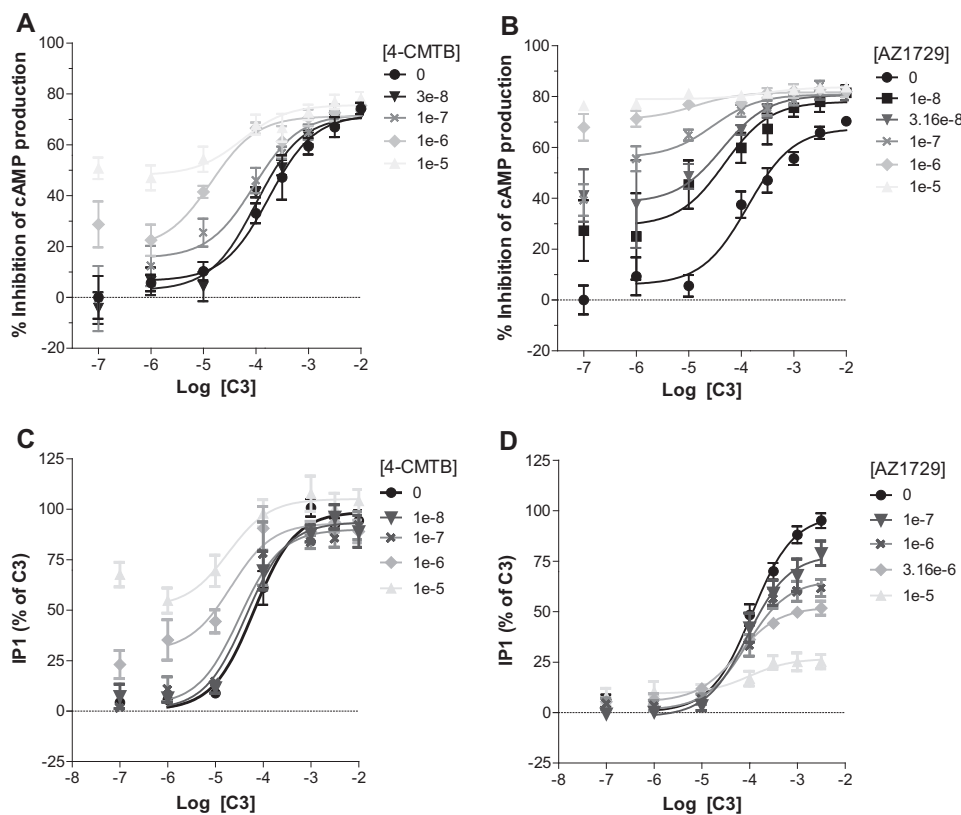 A
[4-CMTB]
0
3e-8
1e-7
1e-6
1e-5
% Inhibition of cAMP production
100
80
60
40
20
0
-20
-7
-6
-5
-4
-3
-2
Log [C3]
B
[AZ1729]
0
1e-8
3.16e-8
1e-7
1e-6
1e-5
% Inhibition of cAMP production
100
80
60
40
20
0
-20
-7
-6
-5
-4
-3
-2
Log [C3]
C
[4-CMTB]
0
1e-8
1e-7
1e-6
1e-5
IP1 (% of C3)
125
100
75
50
25
0
-25
-8
-7
-6
-5
-4
-3
-2
Log [C3]
D
[AZ1729]
0
1e-7
1e-6
3.16e-6
1e-5
IP1 (% of C3)
125
100
75
50
25
0
-25
-8
-7
-6
-5
-4
-3
-2
Log [C3]